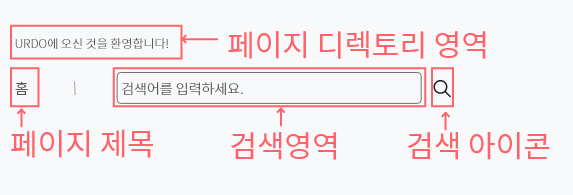 URDO에 오신 것을 환영합니다!
페이지 디렉토리 영역
홈 | 검색어를 입력하세요.
페이지 제목 검색영역 검색 아이콘